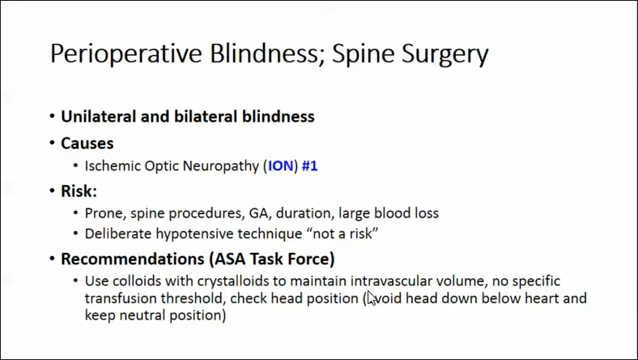 Perioperative Blindness; Spine Surgery
• Unilateral and bilateral blindness
• Causes
• Ischemic Optic Neuropathy (ION) #1
• Risk:
• Prone, spine procedures, GA, duration, large blood loss
• Deliberate hypotensive technique “not a risk”
• Recommendations (ASA Task Force)
• Use colloids with crystalloids to maintain intravascular volume, no specific
transfusion threshold, check head position (avoid head down below heart and
keep neutral position)